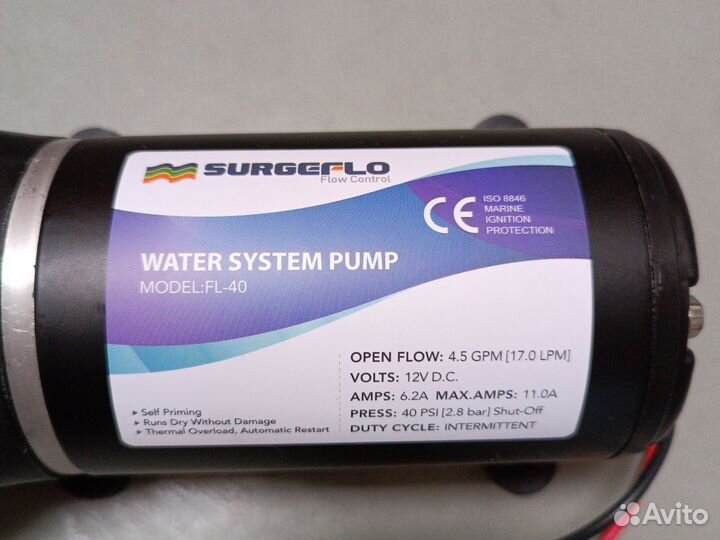 SURGEFLO
Flow Control
CE
ISO 8846
MARINE
IGNITION
PROTECTION
WATER SYSTEM PUMP
MODEL:FL-40
▸ Self Priming
▸ Runs Dry Without Damage
▸ Thermal Overload, Automatic Restart
OPEN FLOW: 4.5 GPM [17.0 LPM]
VOLTS: 12V D.C.
AMPS: 6.2A MAX.AMPS: 11.0A
PRESS: 40 PSI [2.8 bar] Shut-Off
DUTY CYCLE: INTERMITTENT
Avito